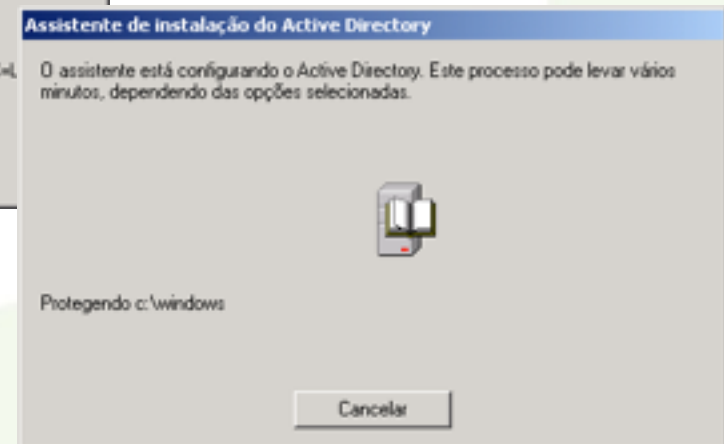 Assistente de instalação do Active Directory
O assistente está configurando o Active Directory. Este processo pode levar vários
minutos, dependendo das opções selecionadas.
Protegendo c:\windows
Cancelar